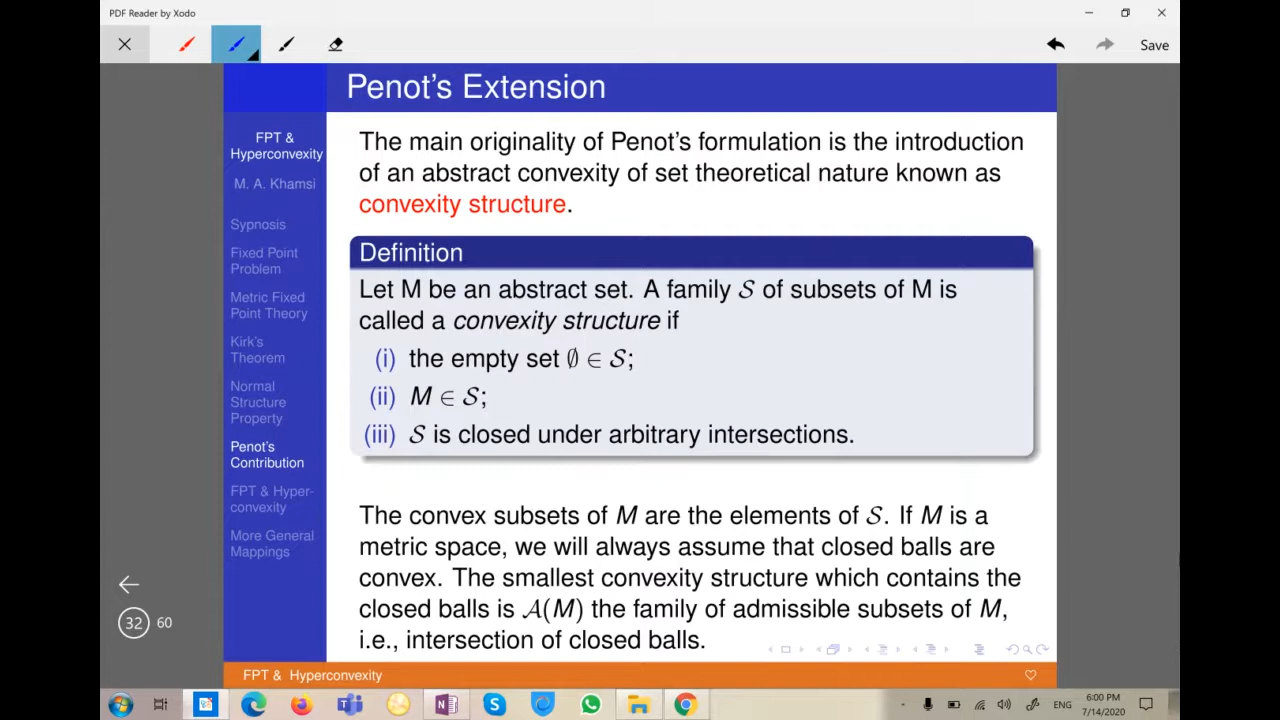 PDF Reader by Xodo
Save
Penot's Extension
FPT &
Hyperconvexity
M. A. Khamsi
Sypnosis
Fixed Point
Problem
Metric Fixed
Point Theory
Kirk's
Theorem
Normal
Structure
Property
Penot's
Contribution
FPT & Hyper-
convexity
More General
Mappings
The main originality of Penot's formulation is the introduction
of an abstract convexity of set theoretical nature known as
convexity structure.
Definition
Let M be an abstract set. A family 𝒮 of subsets of M is
called a convexity structure if
(i) the empty set ∅ ∈ 𝒮;
(ii) M ∈ 𝒮;
(iii) 𝒮 is closed under arbitrary intersections.
The convex subsets of M are the elements of 𝒮. If M is a
metric space, we will always assume that closed balls are
convex. The smallest convexity structure which contains the
closed balls is 𝒜(M) the family of admissible subsets of M,
i.e., intersection of closed balls.
32 60
FPT & Hyperconvexity
ENG
6:00 PM
7/14/2020